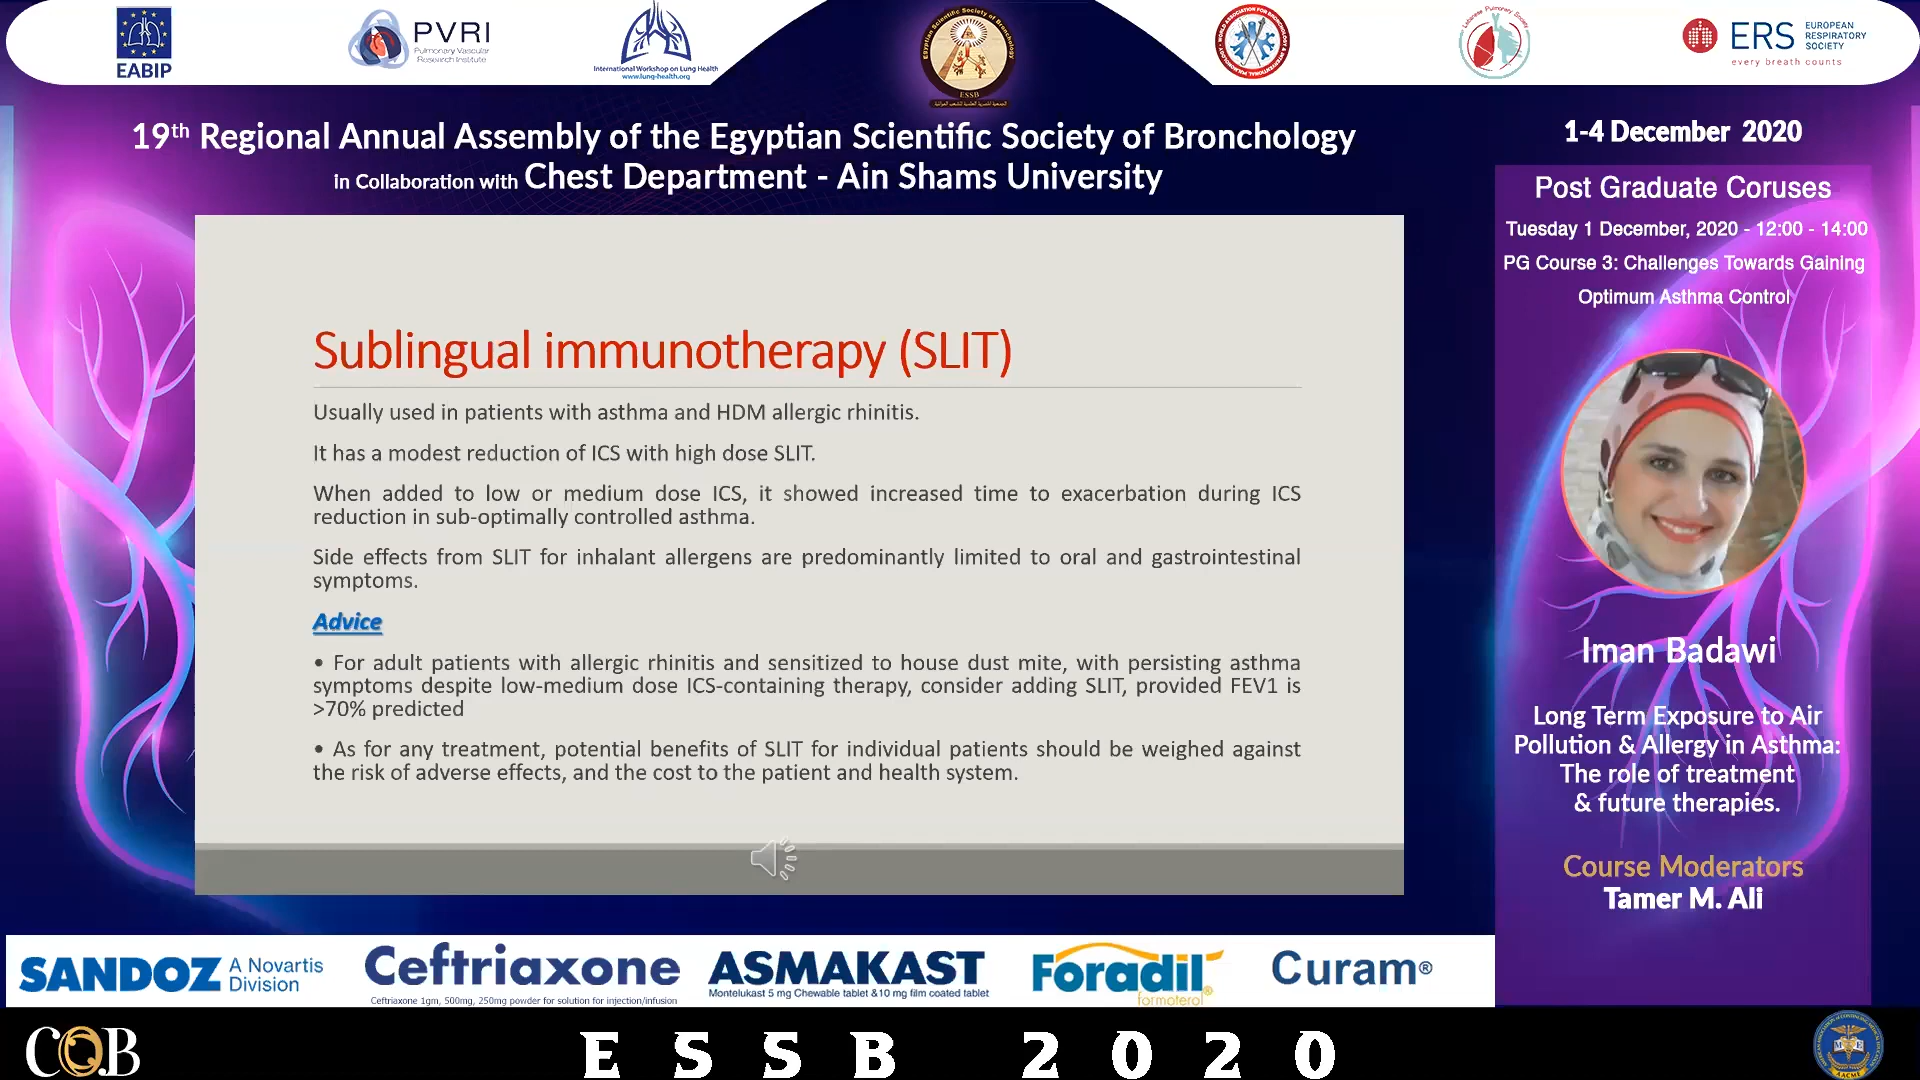 EABIP
PVRI
Pulmonary Vascular
Research Institute
International Workshop on Lung Health
www.lung-health.org
Egyptian Scientific Society of Bronchology
ESSB
Lebanese Pulmonary Society
ERS
EUROPEAN
RESPIRATORY
SOCIETY
every breath counts
19th Regional Annual Assembly of the Egyptian Scientific Society of Bronchology
in Collaboration with Chest Department - Ain Shams University
1-4 December 2020
Post Graduate Coruses
Tuesday 1 December, 2020 - 12:00 - 14:00
PG Course 3: Challenges Towards Gaining
Optimum Asthma Control
Sublingual immunotherapy (SLIT)
Usually used in patients with asthma and HDM allergic rhinitis.
It has a modest reduction of ICS with high dose SLIT.
When added to low or medium dose ICS, it showed increased time to exacerbation during ICS
reduction in sub-optimally controlled asthma.
Side effects from SLIT for inhalant allergens are predominantly limited to oral and gastrointestinal
symptoms.
Advice
• For adult patients with allergic rhinitis and sensitized to house dust mite, with persisting asthma
symptoms despite low-medium dose ICS-containing therapy, consider adding SLIT, provided FEV1 is
>70% predicted
• As for any treatment, potential benefits of SLIT for individual patients should be weighed against
the risk of adverse effects, and the cost to the patient and health system.
Iman Badawi
Long Term Exposure to Air
Pollution & Allergy in Asthma:
The role of treatment
& future therapies.
Course Moderators
Tamer M. Ali
SANDOZ A Novartis
Division
Ceftriaxone
Ceftriaxone 1gm, 500mg, 250mg powder for solution for injection/infusion
ASMAKAST
Montelukast 5 mg Chewable tablet &10 mg film coated tablet
Foradil®
formoterol
Curam®
COB
ESSB 2020